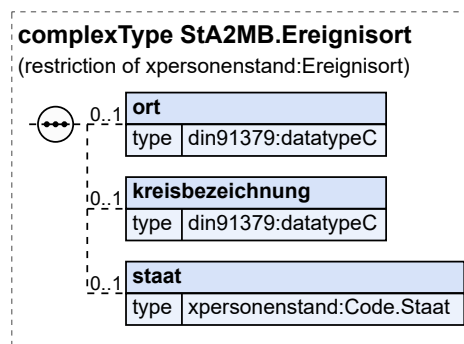 complexType StA2MB.Ereignisort
(restriction of xpersonenstand:Ereignisort)
0..1 ort
type din91379:datatypeC
0..1 kreisbezeichnung
type din91379:datatypeC
0..1 staat
type xpersonenstand:Code.Staat